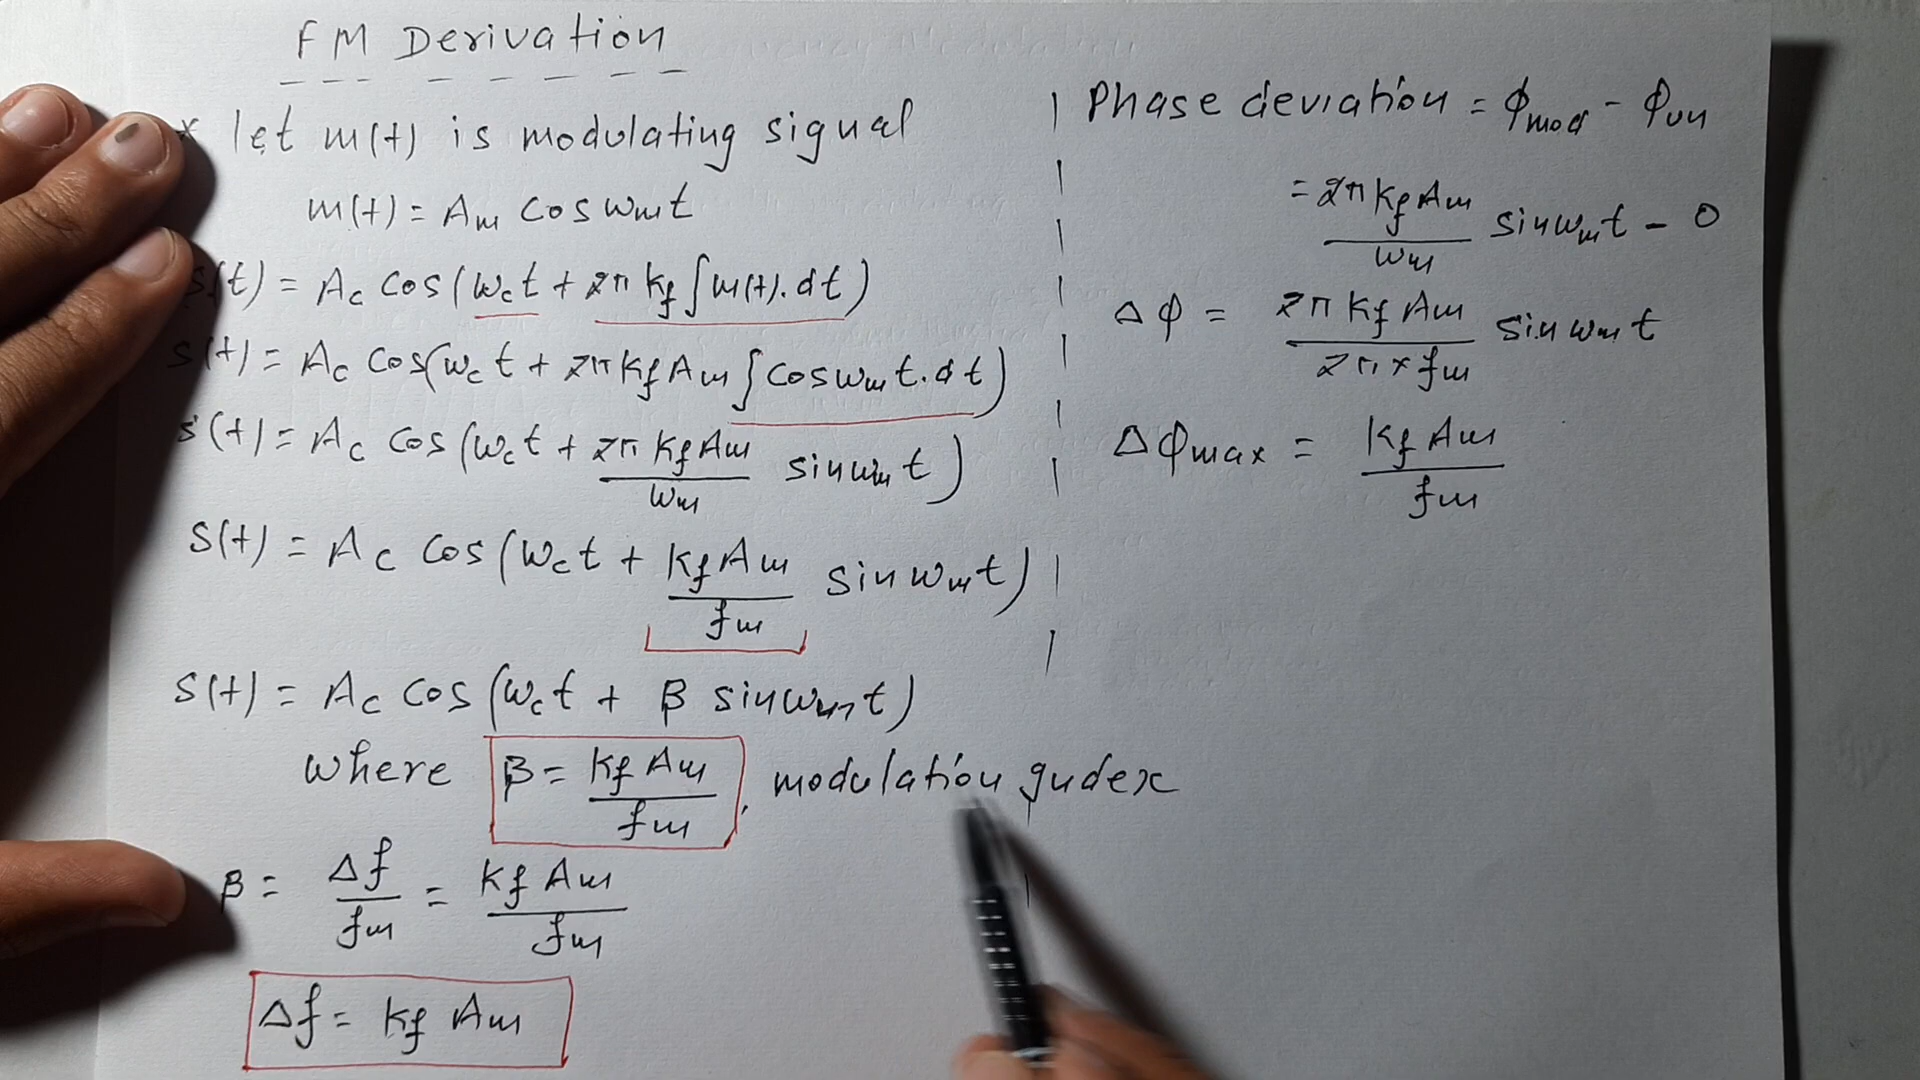 FM Derivation
* let m(t) is modulating signal
m(t) = Am cos ωmt
s(t) = Ac cos(ωct + 2π kf ∫m(t).dt)
s(t) = Ac cos(ωct + 2π kf Am ∫cos ωmt.dt)
s(t) = Ac cos(ωct + 2π kf Am / ωm sin ωmt)
s(t) = Ac cos(ωct + kf Am / fm sin ωmt)
s(t) = Ac cos(ωct + β sin ωmt)
where β = kf Am / fm, modulation index
β = Δf / fm = kf Am / fm
Δf = kf Am
Phase deviation = ϕmod - ϕun
= 2π kf Am / ωm sin ωmt - 0
Δϕ = 2π kf Am / 2π × fm sin ωmt
Δϕmax = kf Am / fm